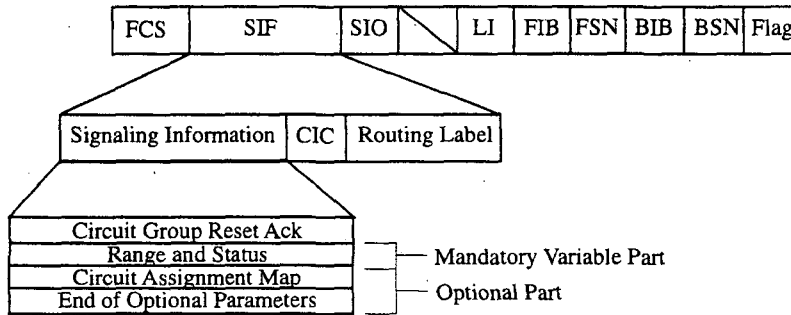 FCS SIF SIO LI FIB FSN BIB BSN Flag
Signaling Information CIC Routing Label
Circuit Group Reset Ack
Range and Status
Mandatory Variable Part
Circuit Assignment Map
End of Optional Parameters
Optional Part